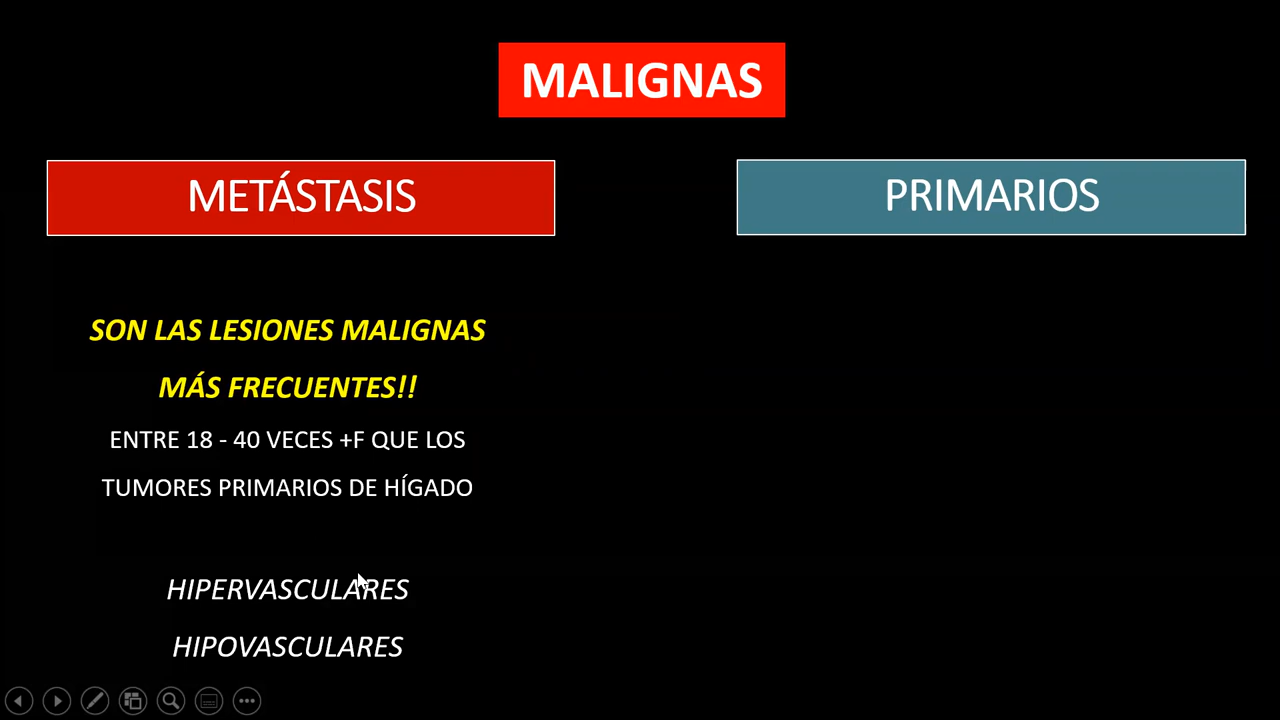 MALIGNAS
METÁSTASIS
PRIMARIOS
SON LAS LESIONES MALIGNAS
MÁS FRECUENTES!!
ENTRE 18 - 40 VECES +F QUE LOS
TUMORES PRIMARIOS DE HÍGADO
HIPERVASCULARES
HIPOVASCULARES